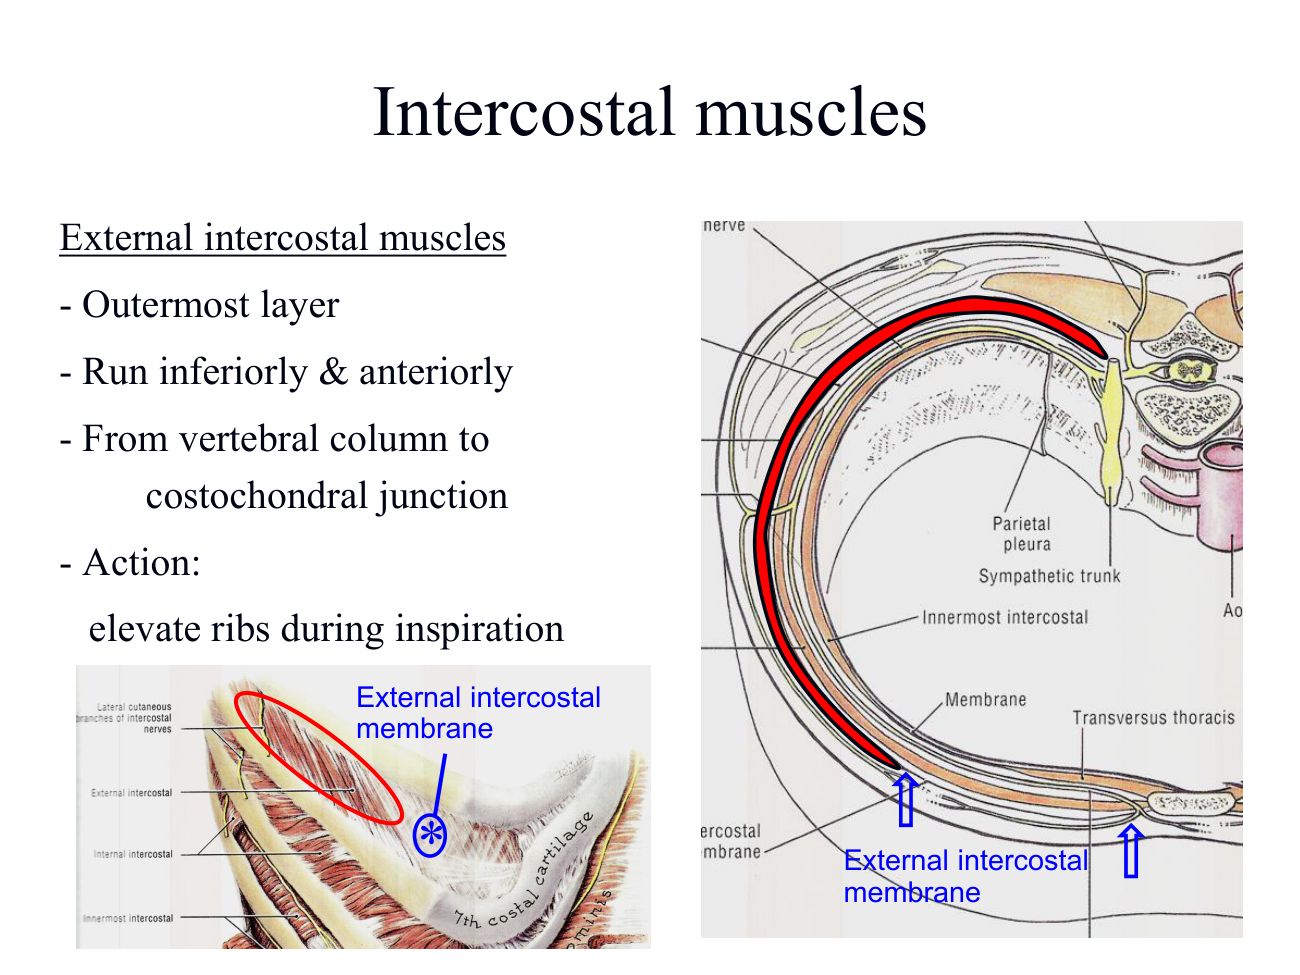 Intercostal muscles
External intercostal muscles
- Outermost layer
- Run inferiorly & anteriorly
- From vertebral column to
costochondral junction
- Action:
elevate ribs during inspiration
Lateral cutaneous
branches of intercostal
nerves
External intercostal
Internal intercostal
Innermost intercostal
External intercostal
membrane
*
7th costal cartilage
ominis
nerve
Parietal
pleura
Sympathetic trunk
Ao
Innermost intercostal
Membrane
Transversus thoracis
ercostal
mbrane
External intercostal
membrane